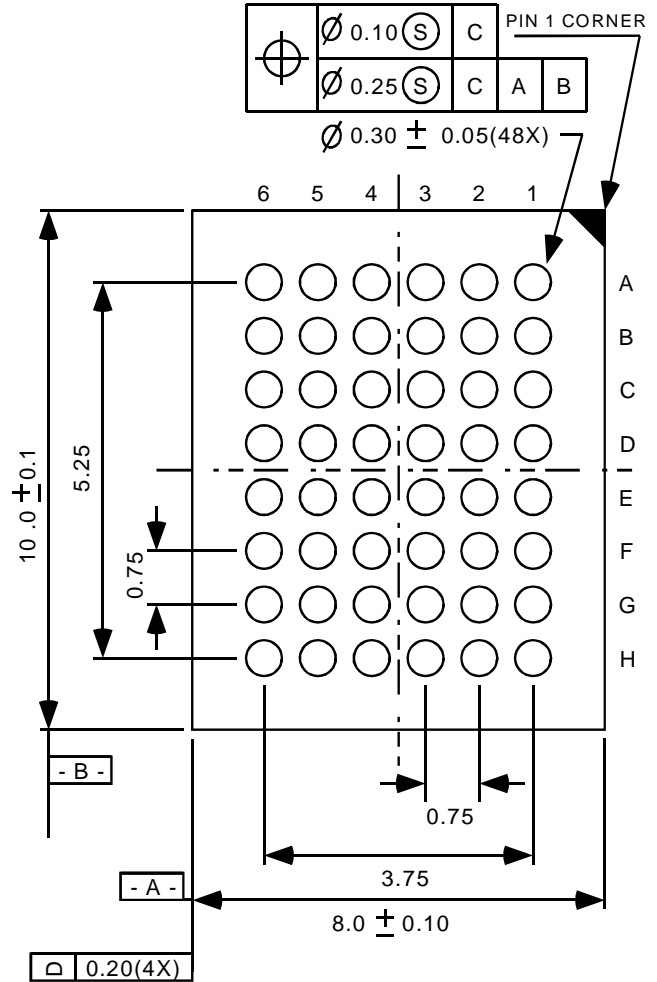 Ø 0.10 Ⓢ C
PIN 1 CORNER
Ø 0.25 Ⓢ C A B
Ø 0.30 ± 0.05(48X)
6 5 4 3 2 1
A
B
C
D
E
F
G
H
10 .0 ±0.1
5.25
0.75
- B -
0.75
3.75
- A -
8.0 ± 0.10
0.20(4X)